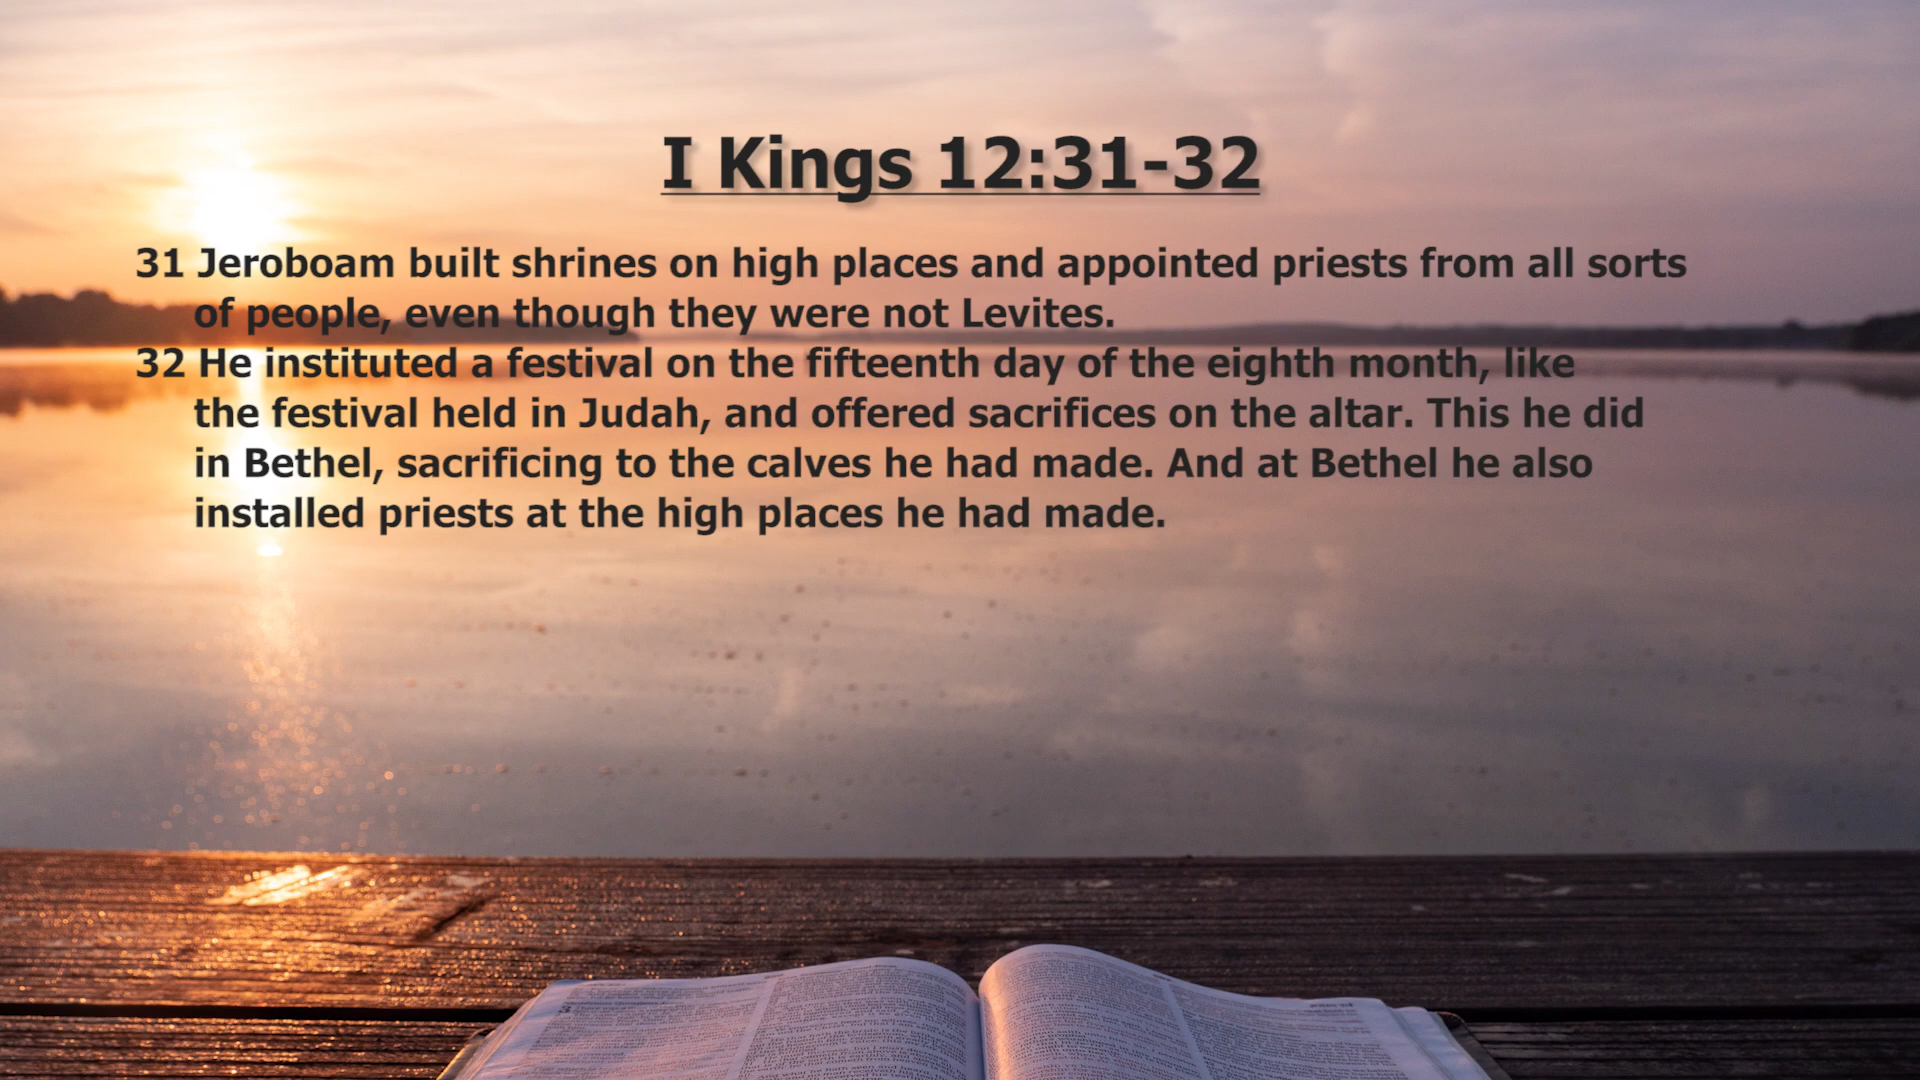 I Kings 12:31-32
31 Jeroboam built shrines on high places and appointed priests from all sorts
of people, even though they were not Levites.
32 He instituted a festival on the fifteenth day of the eighth month, like
the festival held in Judah, and offered sacrifices on the altar. This he did
in Bethel, sacrificing to the calves he had made. And at Bethel he also
installed priests at the high places he had made.